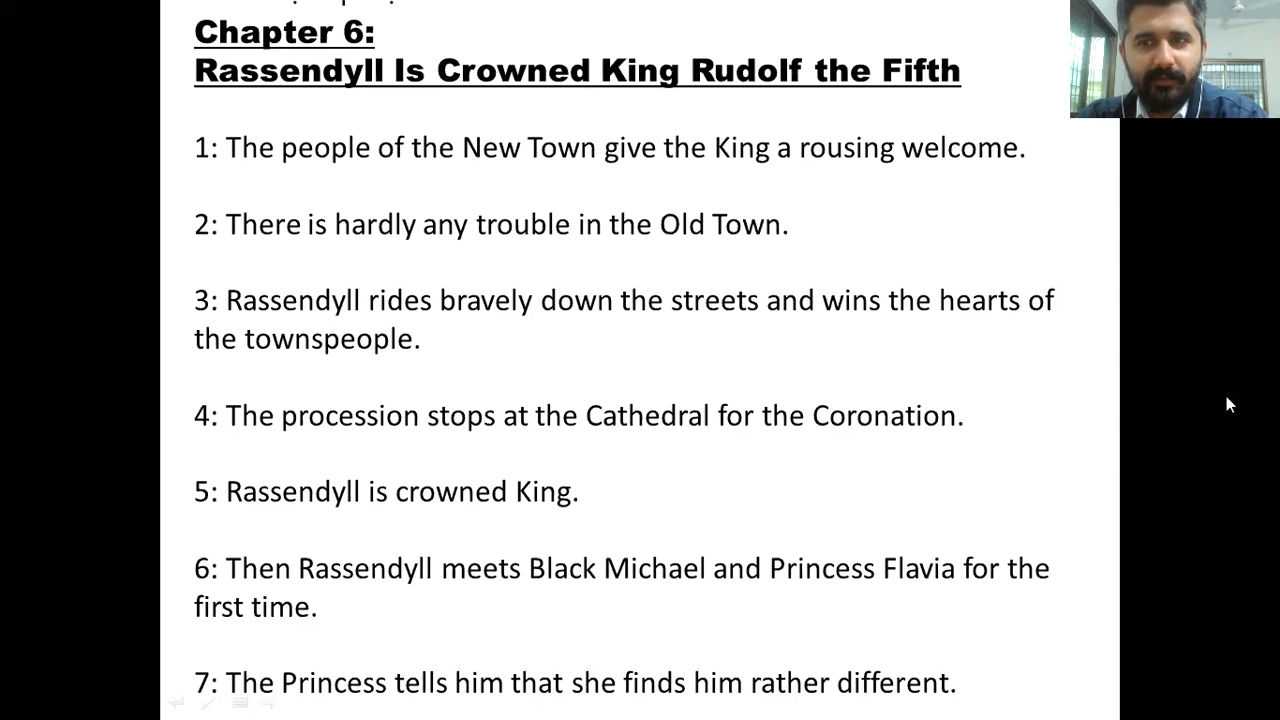 Chapter 6:
Rassendyll Is Crowned King Rudolf the Fifth
1: The people of the New Town give the King a rousing welcome.
2: There is hardly any trouble in the Old Town.
3: Rassendyll rides bravely down the streets and wins the hearts of
the townspeople.
4: The procession stops at the Cathedral for the Coronation.
5: Rassendyll is crowned King.
6: Then Rassendyll meets Black Michael and Princess Flavia for the
first time.
7: The Princess tells him that she finds him rather different.